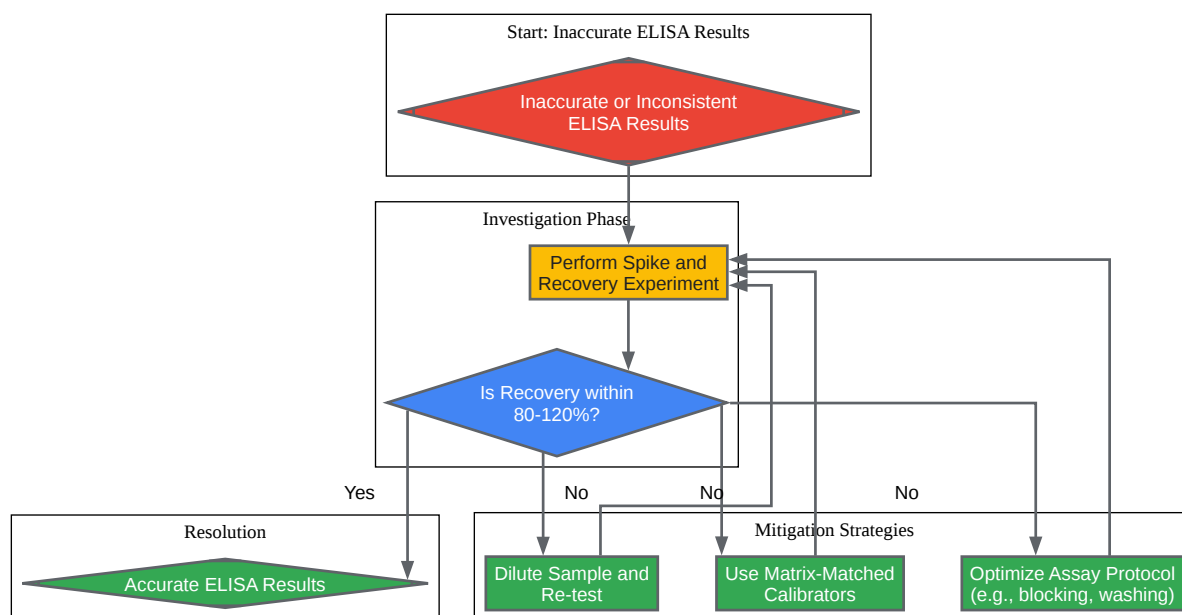 Start: Inaccurate ELISA Results
Inaccurate or Inconsistent
ELISA Results
Investigation Phase
Perform Spike and
Recovery Experiment
Is Recovery within
80-120%?
Yes
No
No
No
Resolution
Accurate ELISA Results
Mitigation Strategies
Dilute Sample and
Re-test
Use Matrix-Matched
Calibrators
Optimize Assay Protocol
(e.g., blocking, washing)